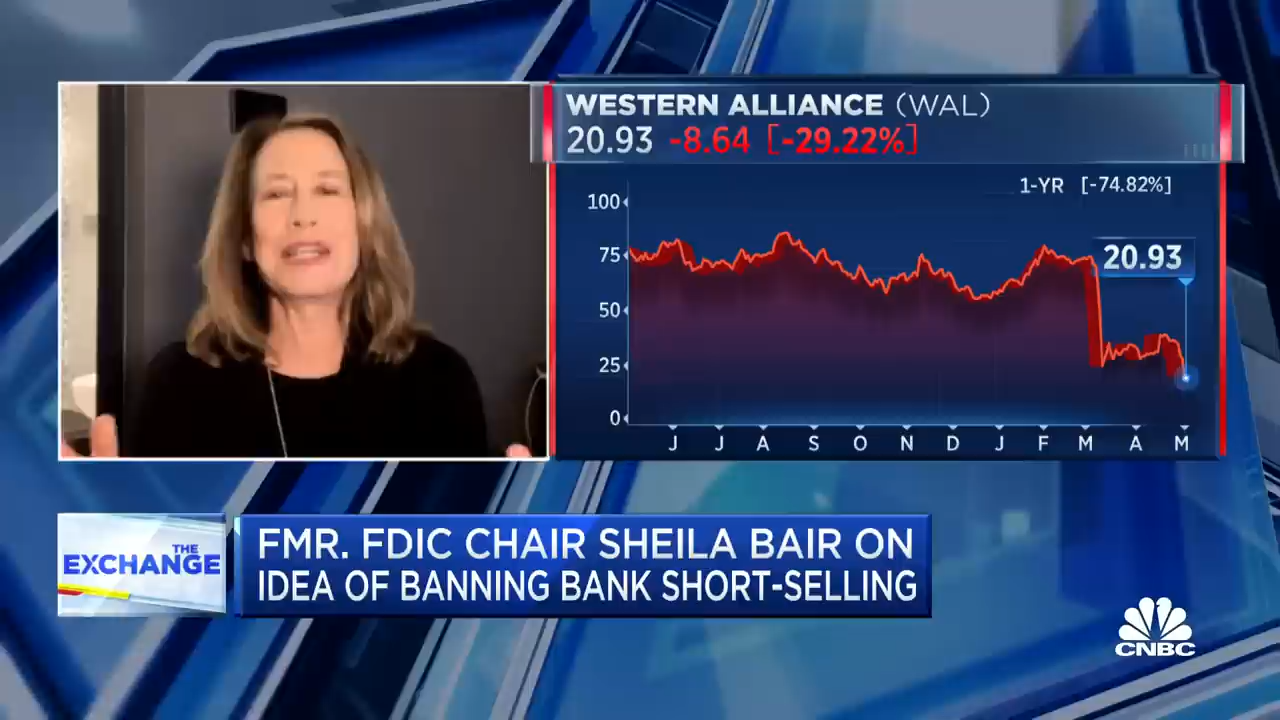 WESTERN ALLIANCE (WAL)
20.93 -8.64 [-29.22%]
1-YR [-74.82%]
100
75
50
25
0
20.93
J J A S O N D J F M A M
THE
EXCHANGE
FMR. FDIC CHAIR SHEILA BAIR ON
IDEA OF BANNING BANK SHORT-SELLING
CNBC